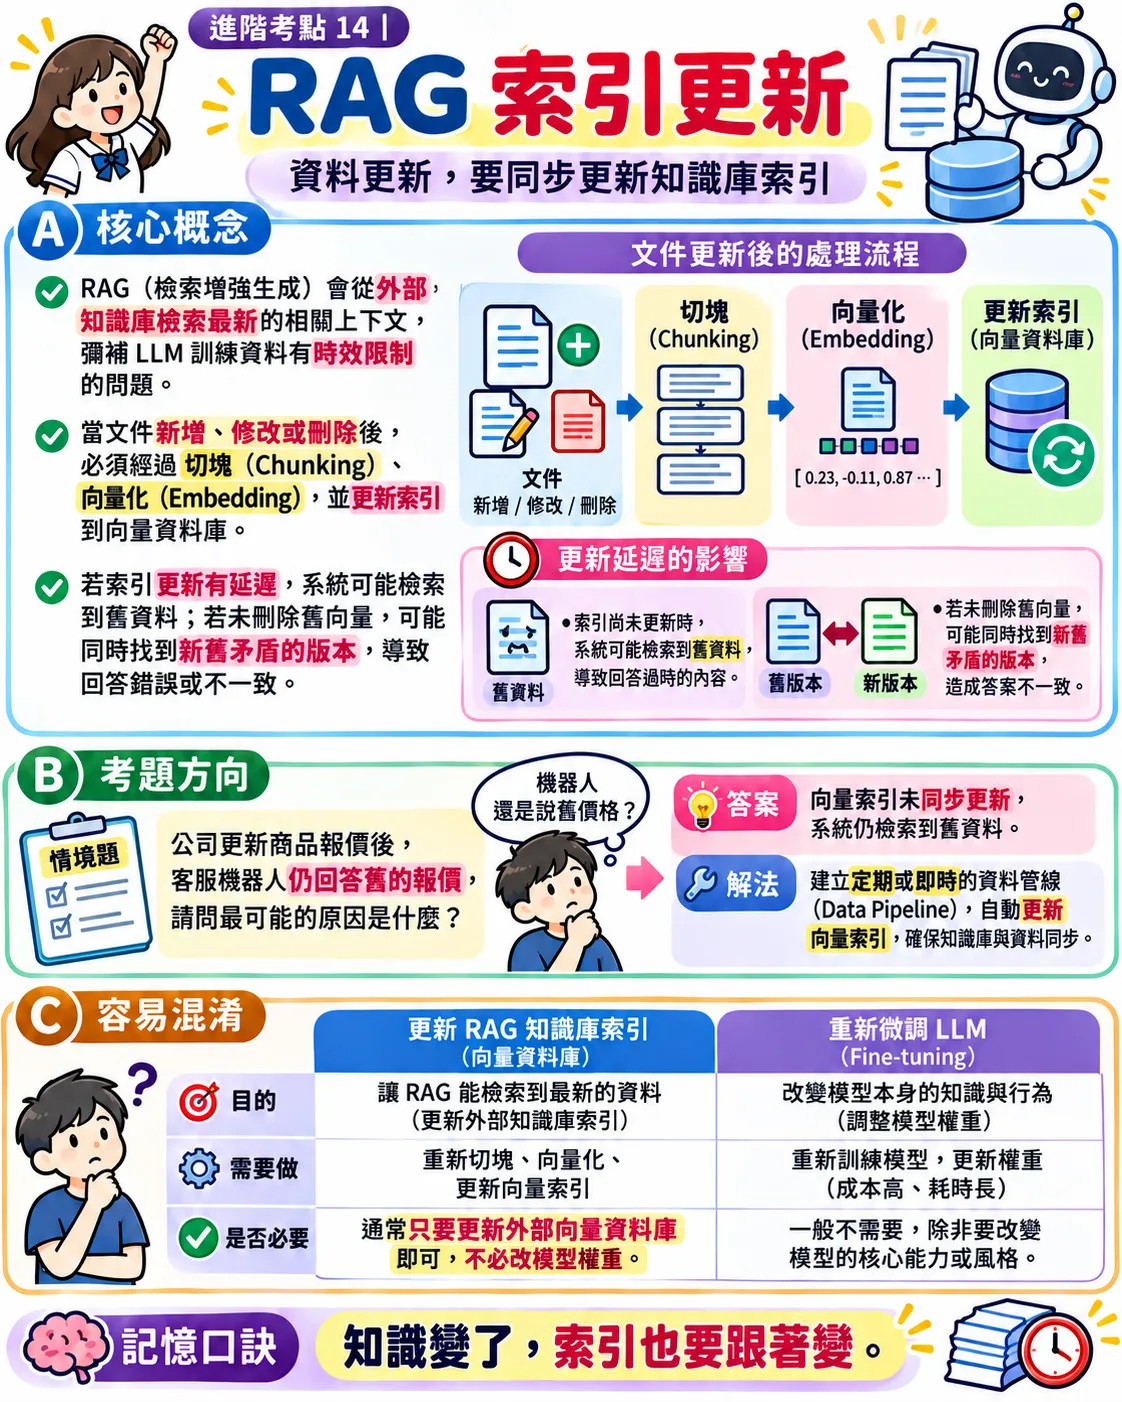 進階考點 14｜
RAG 索引更新
資料更新，要同步更新知識庫索引
A 核心概念
RAG（檢索增強生成）會從外部，
知識庫檢索最新的相關上下文，
彌補 LLM 訓練資料有時效限制
的問題。
當文件新增、修改或刪除後，
必須經過 切塊（Chunking）、
向量化（Embedding），並更新索引
到向量資料庫。
若索引更新有延遲，系統可能檢索
到舊資料；若未刪除舊向量，可能
同時找到新舊矛盾的版本，導致
回答錯誤或不一致。
文件更新後的處理流程
文件
新增 / 修改 / 刪除
切塊
（Chunking）
向量化
（Embedding）
[ 0.23, -0.11, 0.87 ⋯ ]
更新索引
（向量資料庫）
更新延遲的影響
舊資料
•索引尚未更新時，
系統可能檢索到舊資料，
導致回答過時的內容。
舊版本
新版本
•若未刪除舊向量，
可能同時找到新舊
矛盾的版本，
造成答案不一致。
B 考題方向
情境題
公司更新商品報價後，
客服機器人仍回答舊的報價，
請問最可能的原因是什麼？
機器人
還是說舊價格？
答案
向量索引未同步更新，
系統仍檢索到舊資料。
解法
建立定期或即時的資料管線
（Data Pipeline），自動更新
向量索引，確保知識庫與資料同步。
C 容易混淆
?
更新 RAG 知識庫索引
（向量資料庫）
重新微調 LLM
（Fine-tuning）
目的
讓 RAG 能檢索到最新的資料
（更新外部知識庫索引）
改變模型本身的知識與行為
（調整模型權重）
需要做
重新切塊、向量化、
更新向量索引
重新訓練模型，更新權重
（成本高、耗時長）
是否必要
通常只要更新外部向量資料庫
即可，不必改模型權重。
一般不需要，除非要改變
模型的核心能力或風格。
記憶口訣
知識變了，索引也要跟著變。